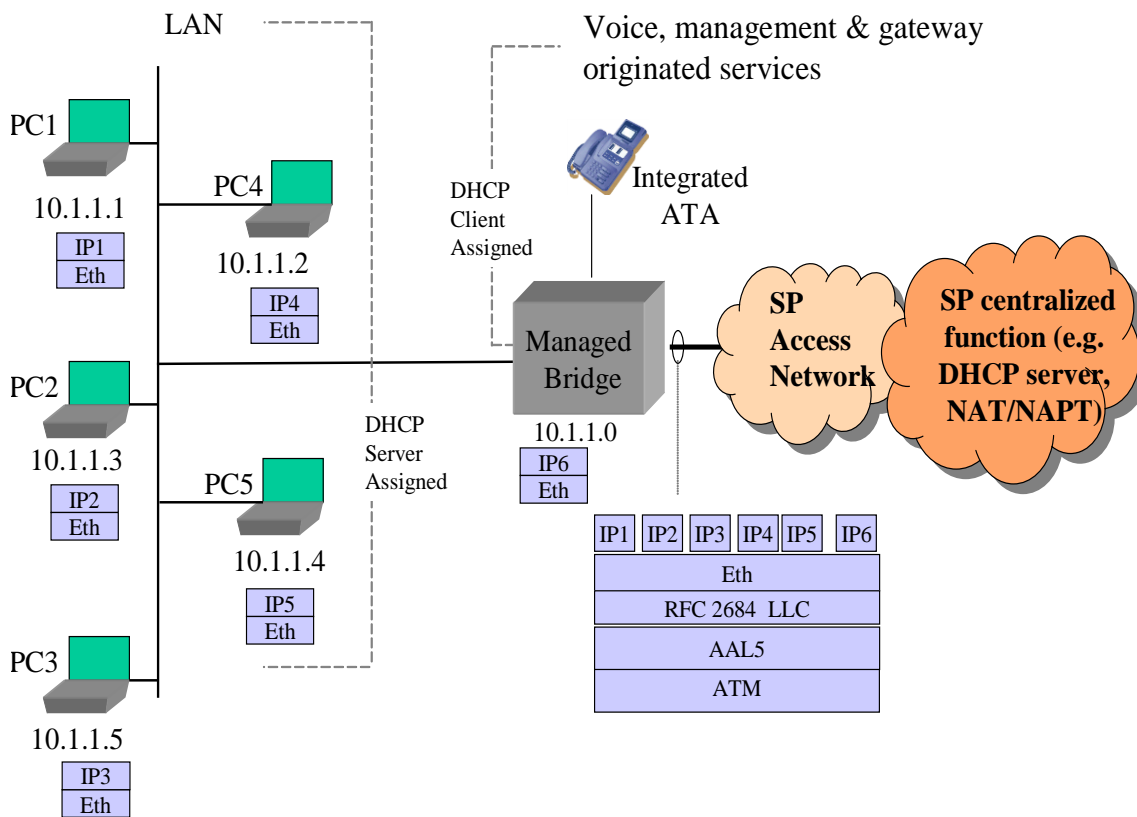 LAN
Voice, management & gateway
originated services
PC1
10.1.1.1
IP1
Eth
PC4
10.1.1.2
IP4
Eth
DHCP
Client
Assigned
Integrated
ATA
PC2
10.1.1.3
IP2
Eth
PC5
10.1.1.4
IP5
Eth
DHCP
Server
Assigned
Managed
Bridge
10.1.1.0
IP6
Eth
SP
Access
Network
SP centralized
function (e.g.
DHCP server,
NAT/NAPT)
PC3
10.1.1.5
IP3
Eth
IP1 IP2 IP3 IP4 IP5 IP6
Eth
RFC 2684 LLC
AAL5
ATM